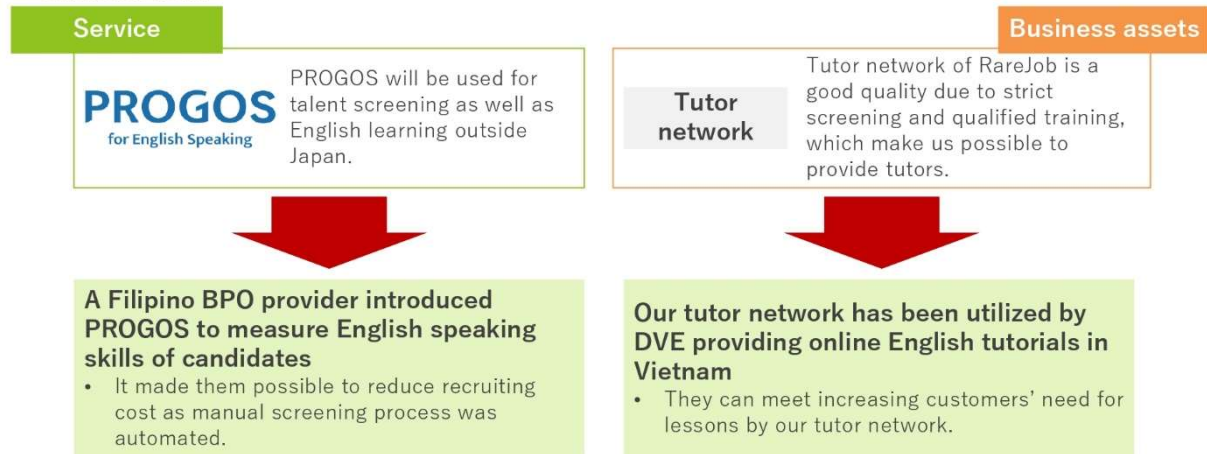 Service
PROGOS
for English Speaking
PROGOS will be used for
talent screening as well as
English learning outside
Japan.
A Filipino BPO provider introduced
PROGOS to measure English speaking
skills of candidates
• It made them possible to reduce recruiting
cost as manual screening process was
automated.
Business assets
Tutor
network
Tutor network of RareJob is a
good quality due to strict
screening and qualified training,
which make us possible to
provide tutors.
Our tutor network has been utilized by
DVE providing online English tutorials in
Vietnam
• They can meet increasing customers' need for
lessons by our tutor network.